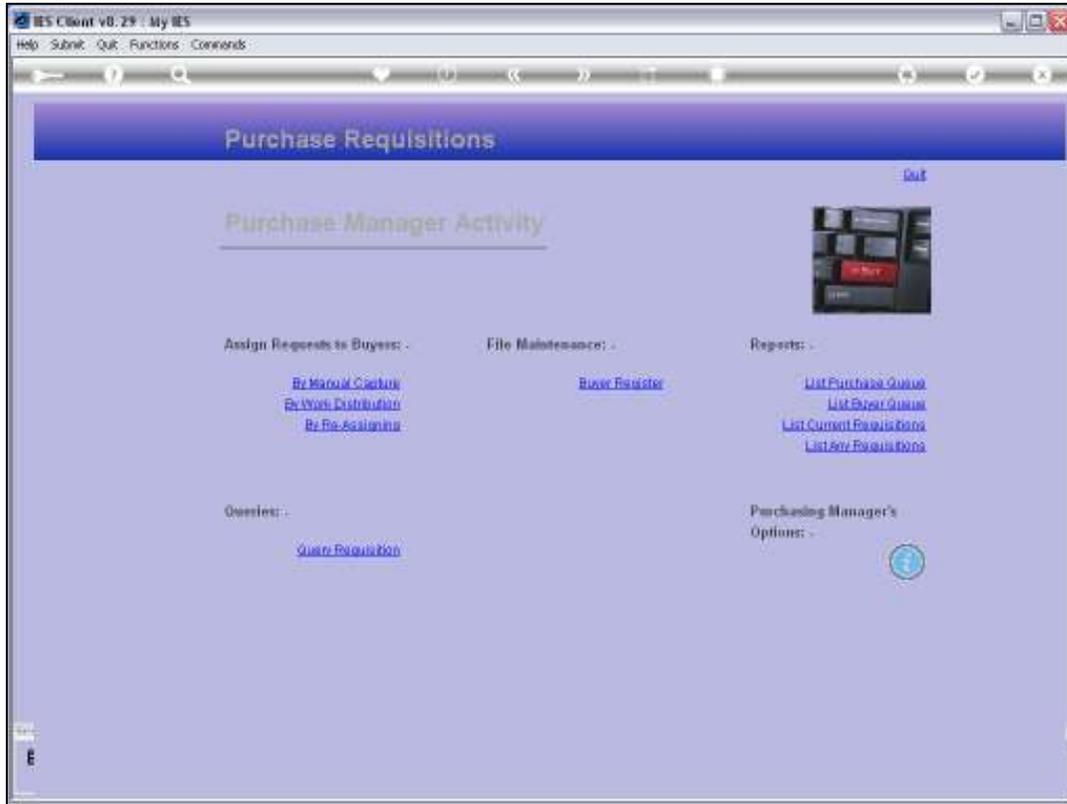 IES Client v8.29 : My IES
Help Submit Quit Functions Commands
Purchase Requisitions
Quit
Purchase Manager Activity
Assign Requests to Buyers: -
File Maintenance: -
Reports: -
By Manual Capture
Buyer Register
List Purchase Queue
By Work Distribution
List Buyer Queue
By Re-Assigning
List Current Requisitions
List Any Requisitions
Queries: -
Purchasing Manager's
Options: -
Query Requisition